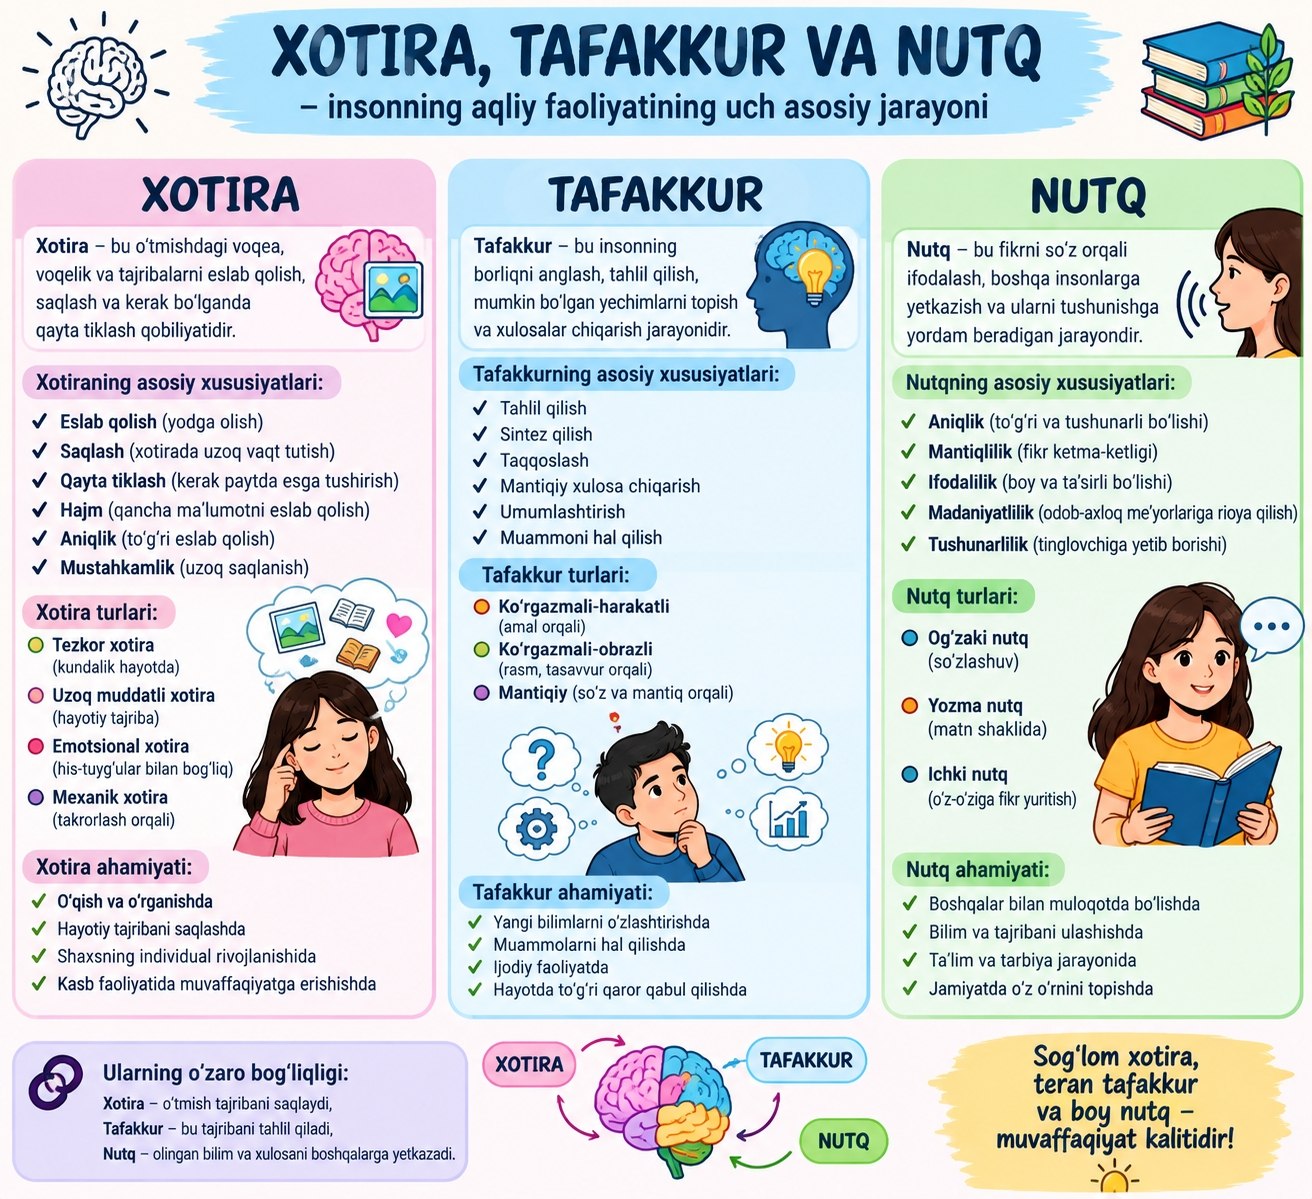 XOTIRA, TAFAKKUR VA NUTQ
– insonning aqliy faoliyatining uch asosiy jarayoni
XOTIRA
Xotira – bu o‘tmishdagi voqea,
voqelik va tajribalarni eslab qolish,
saqlash va kerak bo‘lganda
qayta tiklash qobiliyatidir.
Xotiraning asosiy xususiyatlari:
✓ Eslab qolish (yodga olish)
✓ Saqlash (xotirada uzoq vaqt tutish)
✓ Qayta tiklash (kerak paytda esga tushirish)
✓ Hajm (qancha ma’lumotni eslab qolish)
✓ Aniqlik (to‘g‘ri eslab qolish)
✓ Mustahkamlik (uzoq saqlanish)
Xotira turlari:
Tezkor xotira
(kundalik hayotda)
Uzoq muddatli xotira
(hayotiy tajriba)
Emotsional xotira
(his-tuyg‘ular bilan bog‘liq)
Mexanik xotira
(takrorlash orqali)
Xotira ahamiyati:
✓ O‘qish va o‘rganishda
✓ Hayotiy tajribani saqlashda
✓ Shaxsning individual rivojlanishida
✓ Kasb faoliyatida muvaffaqiyatga erishishda
TAFAKKUR
Tafakkur – bu insonning
borliqni anglash, tahlil qilish,
mumkin bo‘lgan yechimlarni topish
va xulosalar chiqarish jarayonidir.
Tafakkurning asosiy xususiyatlari:
✓ Tahlil qilish
✓ Sintez qilish
✓ Taqqoslash
✓ Mantiqiy xulosa chiqarish
✓ Umumlashtirish
✓ Muammoni hal qilish
Tafakkur turlari:
Ko‘rgazmali-harakatli
(amal orqali)
Ko‘rgazmali-obrazli
(rasm, tasavvur orqali)
Mantiqiy (so‘z va mantiq orqali)
?
Tafakkur ahamiyati:
✓ Yangi bilimlarni o‘zlashtirishda
✓ Muammolarni hal qilishda
✓ Ijodiy faoliyatda
✓ Hayotda to‘g‘ri qaror qabul qilishda
NUTQ
Nutq – bu fikrni so‘z orqali
ifodalash, boshqa insonlarga
yetkazish va ularni tushunishga
yordam beradigan jarayondir.
Nutqning asosiy xususiyatlari:
✓ Aniqlik (to‘g‘ri va tushunarli bo‘lishi)
✓ Mantiqlilik (fikr ketma-ketligi)
✓ Ifodalilik (boy va ta’sirli bo‘lishi)
✓ Madaniyatlilik (odob-axloq me’yorlariga rioya qilish)
✓ Tushunarlilik (tinglovchiga yetib borishi)
Nutq turlari:
Og‘zaki nutq
(so‘zlashuv)
Yozma nutq
(matn shaklida)
Ichki nutq
(o‘z-o‘ziga fikr yuritish)
Nutq ahamiyati:
✓ Boshqalar bilan muloqotda bo‘lishda
✓ Bilim va tajribani ulashishda
✓ Ta’lim va tarbiya jarayonida
✓ Jamiyatda o‘z o‘rnini topishda
Ularning o‘zaro bog‘liqligi:
Xotira – o‘tmish tajribani saqlaydi,
Tafakkur – bu tajribani tahlil qiladi,
Nutq – olingan bilim va xulosani boshqalarga yetkazadi.
XOTIRA
TAFAKKUR
NUTQ
Sog‘lom xotira,
teran tafakkur
va boy nutq –
muvaffaqiyat kalitidir!